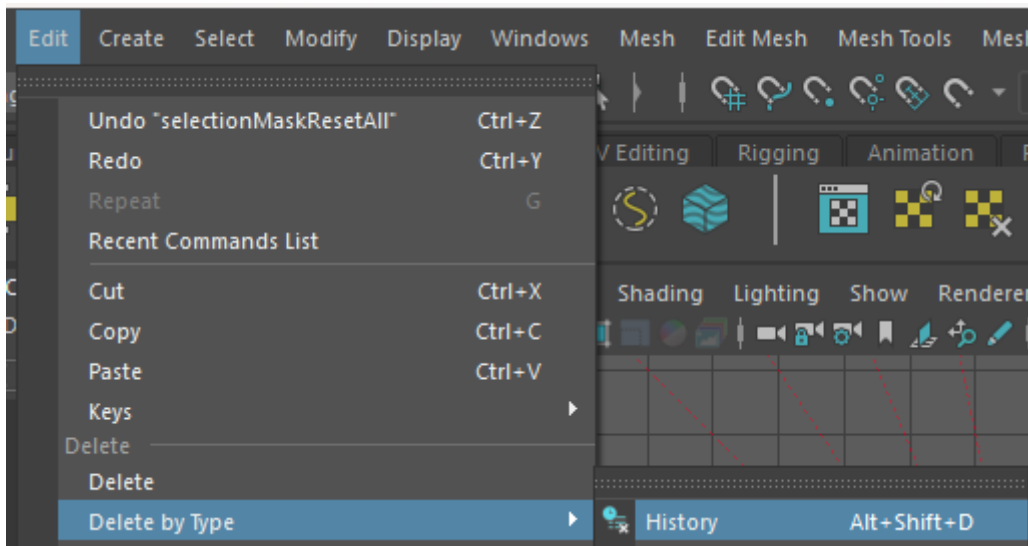 Edit Create Select Modify Display Windows Mesh Edit Mesh Mesh Tools
Undo "selectionMaskResetAll" Ctrl+Z
Redo Ctrl+Y
Editing Rigging Animation
Repeat G
Recent Commands List
Cut Ctrl+X
Shading Lighting Show
Copy Ctrl+C
Paste Ctrl+V
Keys
Delete
Delete
Delete by Type
History Alt+Shift+D